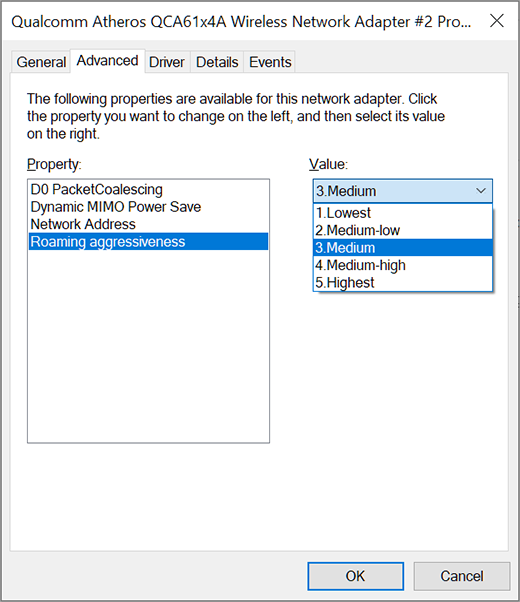 Qualcomm Atheros QCA61x4A Wireless Network Adapter #2 Pro...
General Advanced Driver Details Events
The following properties are available for this network adapter. Click
the property you want to change on the left, and then select its value
on the right.
Property:
D0 PacketCoalescing
Dynamic MIMO Power Save
Network Address
Roaming aggressiveness
Value:
3.Medium
1.Lowest
2.Medium-low
3.Medium
4.Medium-high
5.Highest
OK Cancel